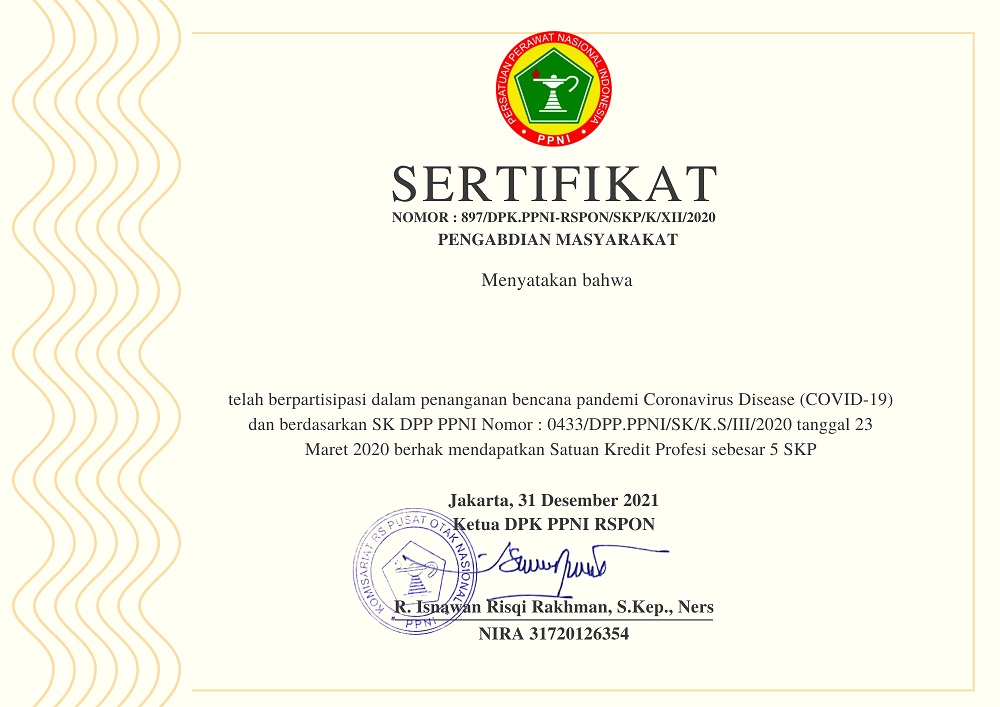 PERSATUAN PERAWAT NASIONAL INDONESIA
PPNI
SERTIFIKAT
NOMOR : 897/DPK.PPNI-RSPON/SKP/K/XII/2020
PENGABDIAN MASYARAKAT
Menyatakan bahwa
telah berpartisipasi dalam penanganan bencana pandemi Coronavirus Disease (COVID-19)
dan berdasarkan SK DPP PPNI Nomor : 0433/DPP.PPNI/SK/K.S/III/2020 tanggal 23
Maret 2020 berhak mendapatkan Satuan Kredit Profesi sebesar 5 SKP
Jakarta, 31 Desember 2021
Ketua DPK PPNI RSPON
KOMISARIAT RS PUSAT OTAK NASIONAL
PPNI
R. Isnawan Risqi Rakhman, S.Kep., Ners
NIRA 31720126354